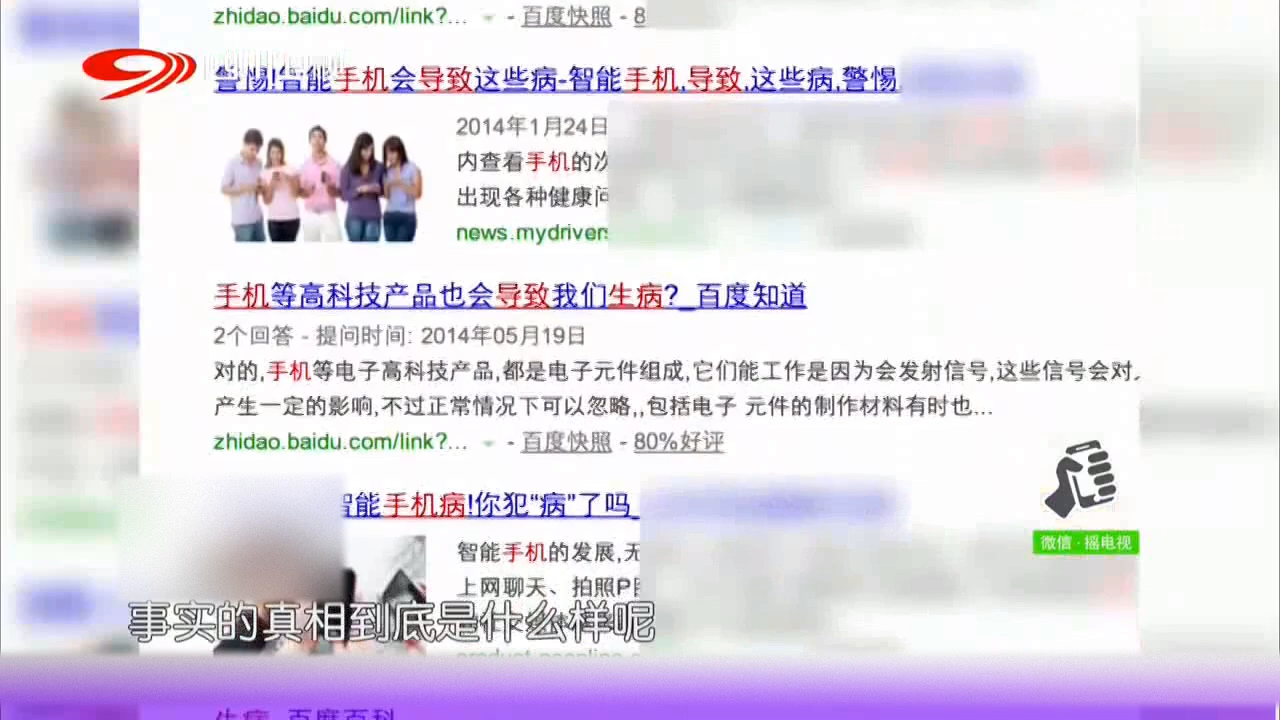 zhidao.baidu.com/link?... - 百度快照 - 8
警惕!智能手机会导致这些病-智能手机,导致,这些病,警惕
2014年1月24日
内查看手机的次
出现各种健康问
news.mydrivers
手机等高科技产品也会导致我们生病?_百度知道
2个回答 - 提问时间: 2014年05月19日
对的,手机等电子高科技产品,都是电子元件组成,它们能工作是因为会发射信号,这些信号会对
产生一定的影响,不过正常情况下可以忽略,,包括电子 元件的制作材料有时也...
zhidao.baidu.com/link?... - 百度快照 - 80%好评
智能手机病!你犯“病”了吗_
智能手机的发展,无
上网聊天、拍照P图
微信·摇电视
事实的真相到底是什么样呢
生病_百度百科